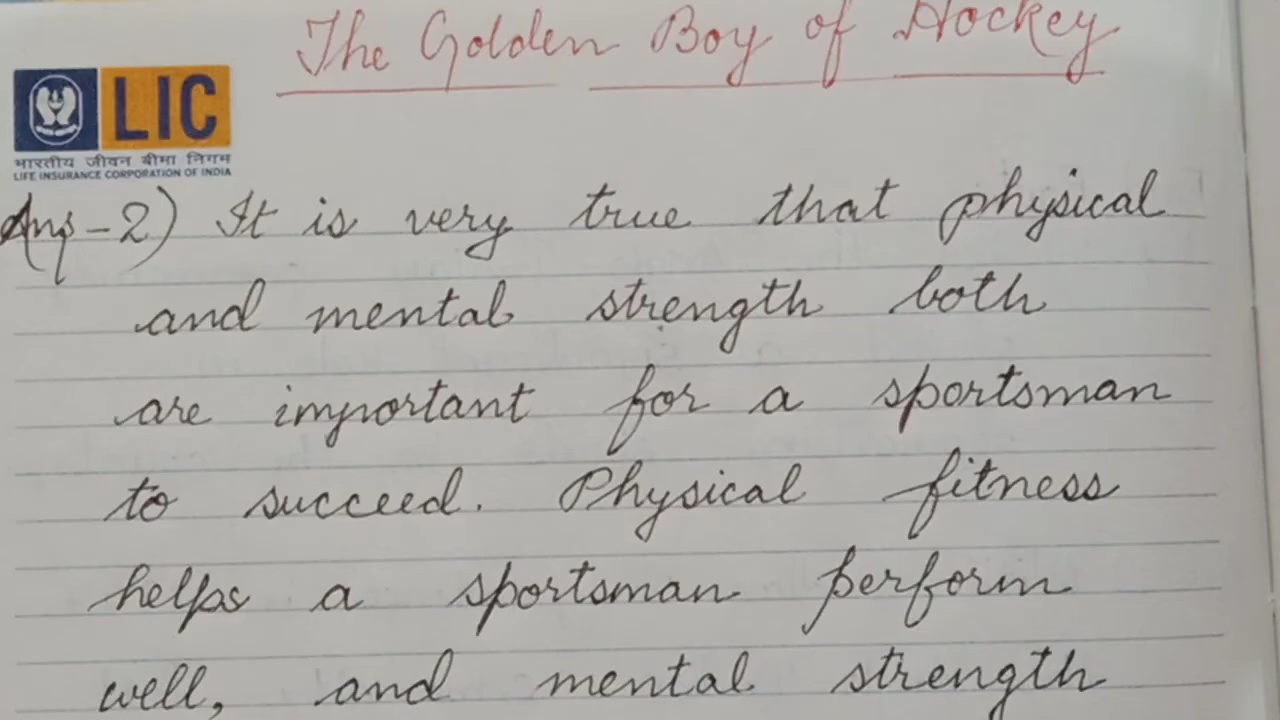 The Golden Boy of Hockey
LIC
भारतीय जीवन बीमा निगम
LIFE INSURANCE CORPORATION OF INDIA
Ans-2) It is very true that physical
and mental strength both
are important for a sportsman
to succeed. Physical fitness
helps a sportsman perform
well, and mental strength